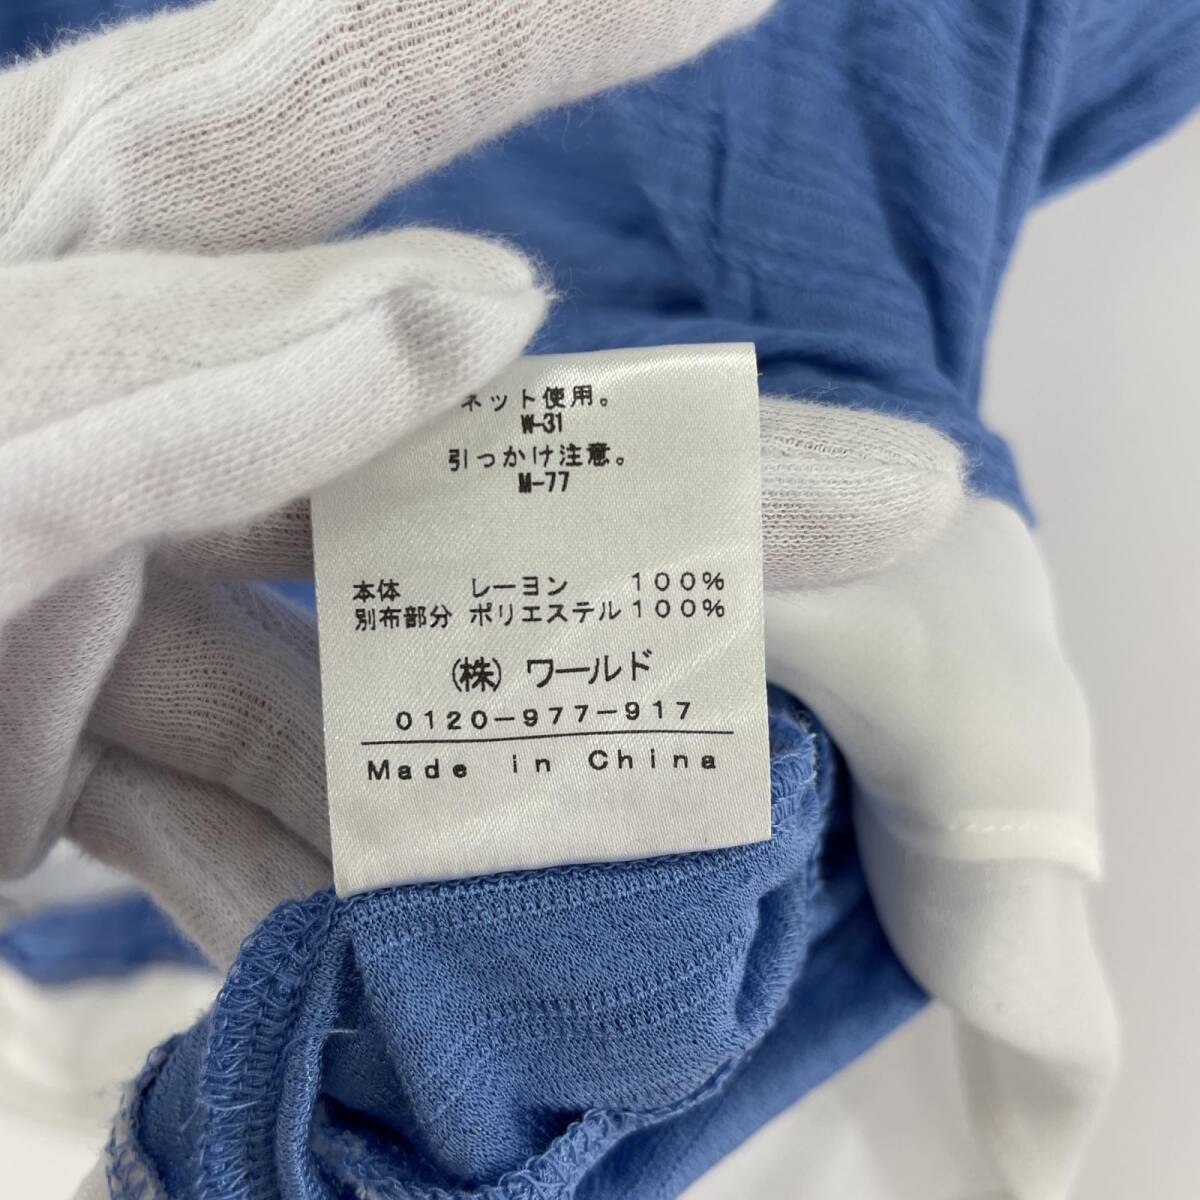 ネット使用。
W-31
引っかけ注意。
M-77
本体 レーヨン 100%
別布部分 ポリエステル 100%
(株) ワールド
0120-977-917
Made in China